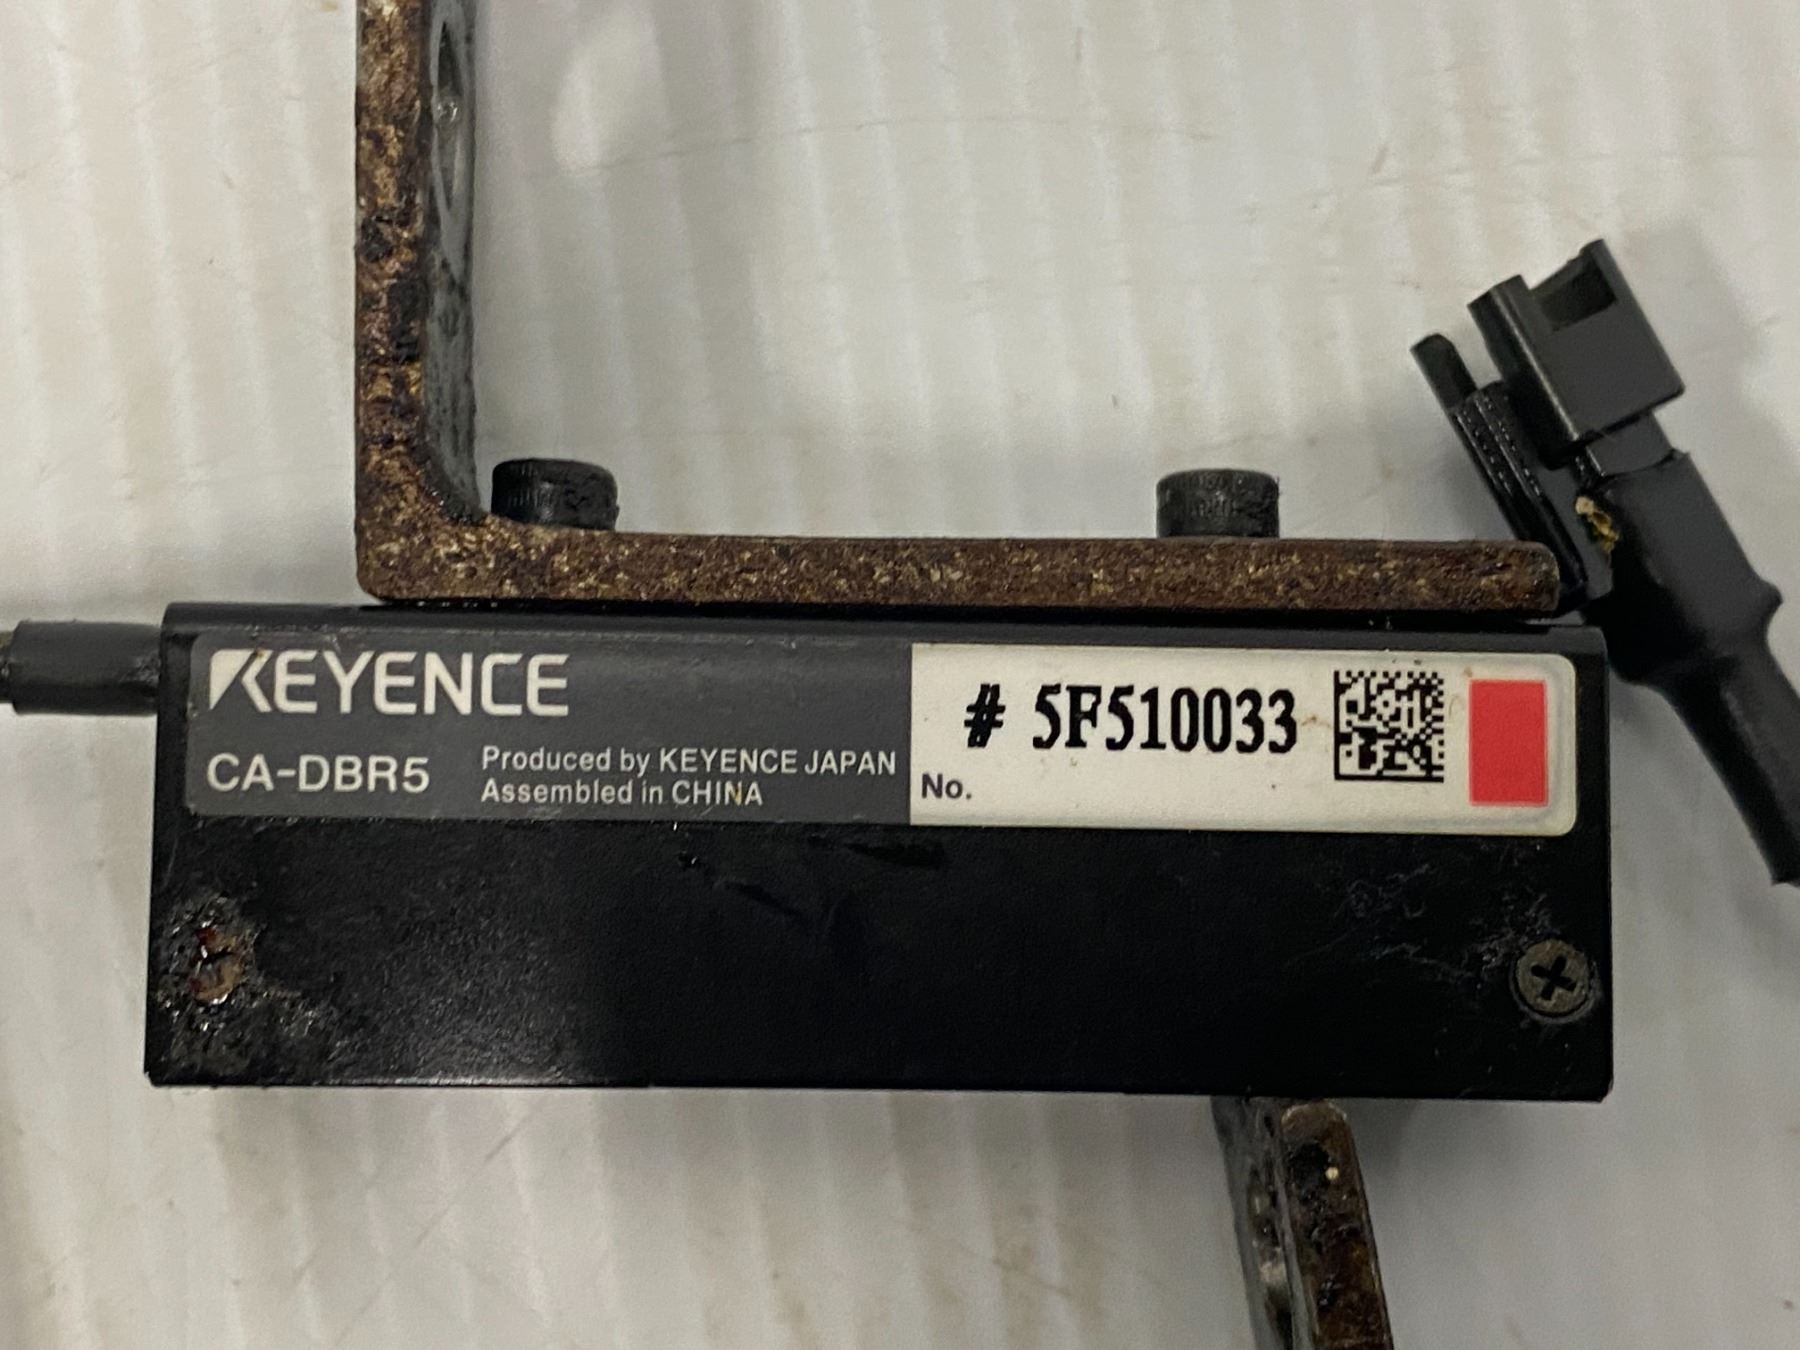 KEYENCE
CA-DBR5
Produced by KEYENCE JAPAN
Assembled in CHINA
# 5F510033
No.